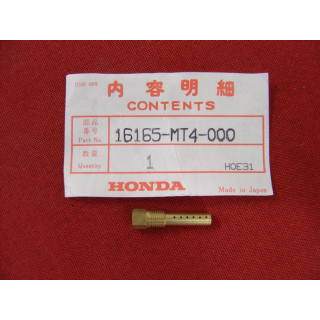 内容明細
CONTENTS
部品番号 Part No. 16165-MT4-000
数量 Quantity 1 HOE31
HONDA
Made in Japan